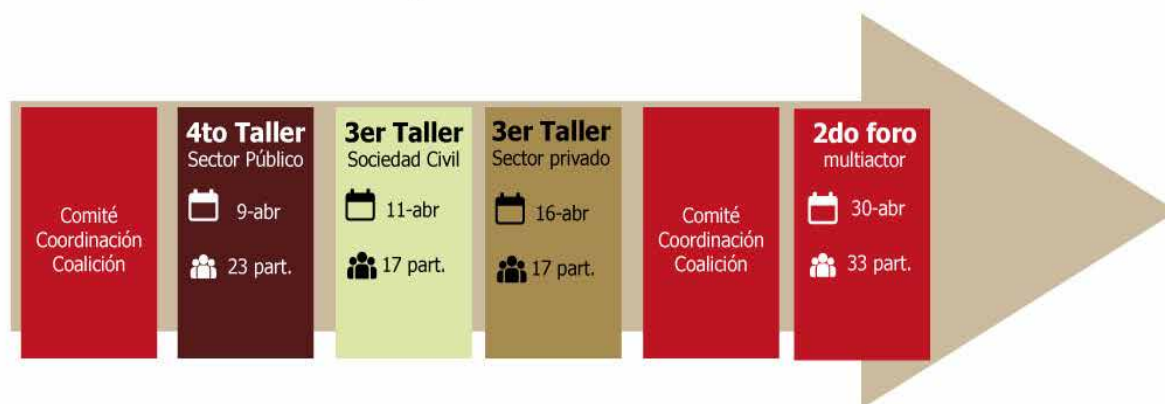 Comité
Coordinación
Coalición
4to Taller
Sector Público
9-abr
23 part.
3er Taller
Sociedad Civil
11-abr
17 part.
3er Taller
Sector privado
16-abr
17 part.
Comité
Coordinación
Coalición
2do foro
multiactor
30-abr
33 part.